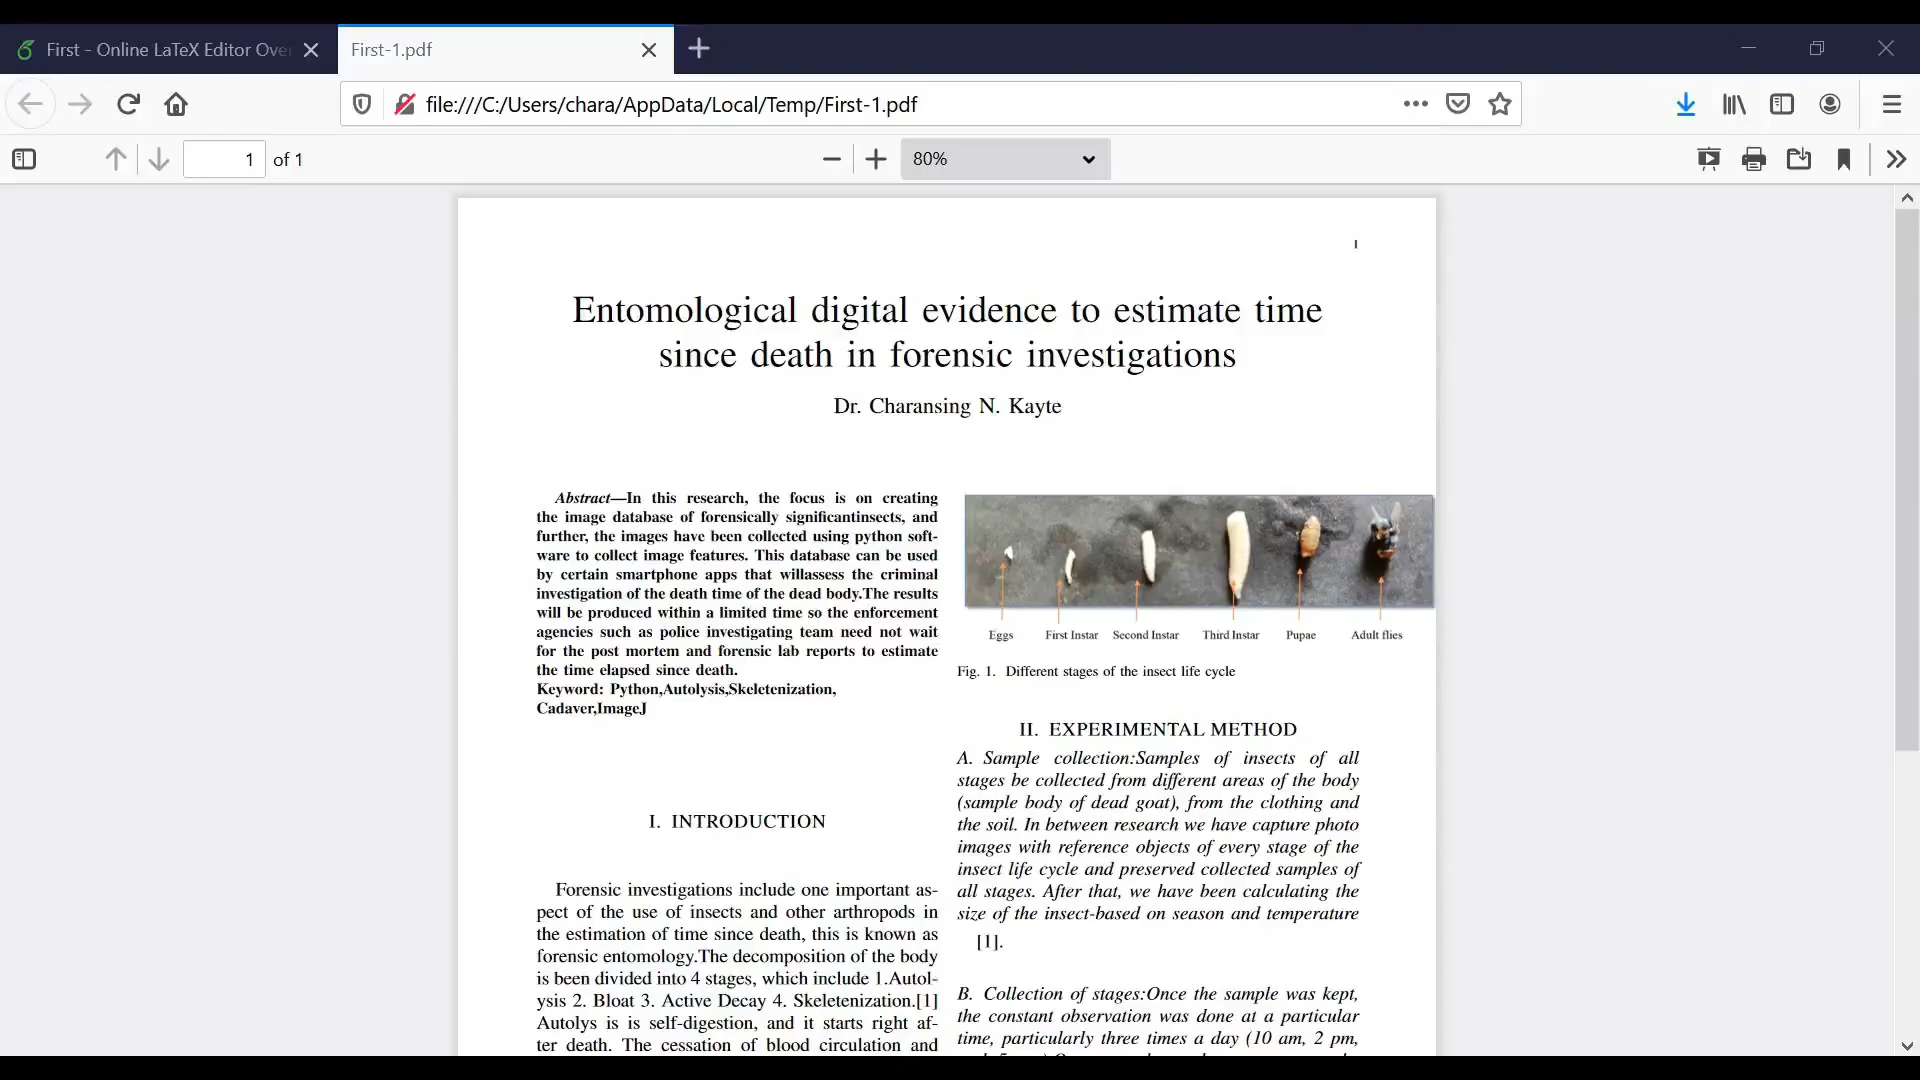 First - Online LaTeX Editor Ove
First-1.pdf
file:///C:/Users/chara/AppData/Local/Temp/First-1.pdf
1 of 1
80%
1
Entomological digital evidence to estimate time
since death in forensic investigations
Dr. Charansing N. Kayte
Abstract—In this research, the focus is on creating
the image database of forensically significantinsects, and
further, the images have been collected using python soft-
ware to collect image features. This database can be used
by certain smartphone apps that willassess the criminal
investigation of the death time of the dead body.The results
will be produced within a limited time so the enforcement
agencies such as police investigating team need not wait
for the post mortem and forensic lab reports to estimate
the time elapsed since death.
Keyword: Python,Autolysis,Skeletenization,
Cadaver,ImageJ
I. INTRODUCTION
Forensic investigations include one important as-
pect of the use of insects and other arthropods in
the estimation of time since death, this is known as
forensic entomology.The decomposition of the body
is been divided into 4 stages, which include 1.Autol-
ysis 2. Bloat 3. Active Decay 4. Skeletenization.[1]
Autolys is is self-digestion, and it starts right af-
ter death. The cessation of blood circulation and
Eggs First Instar Second Instar Third Instar Pupae Adult flies
Fig. 1. Different stages of the insect life cycle
II. EXPERIMENTAL METHOD
A. Sample collection:Samples of insects of all
stages be collected from different areas of the body
(sample body of dead goat), from the clothing and
the soil. In between research we have capture photo
images with reference objects of every stage of the
insect life cycle and preserved collected samples of
all stages. After that, we have been calculating the
size of the insect-based on season and temperature
[1].
B. Collection of stages:Once the sample was kept,
the constant observation was done at a particular
time, particularly three times a day (10 am, 2 pm,